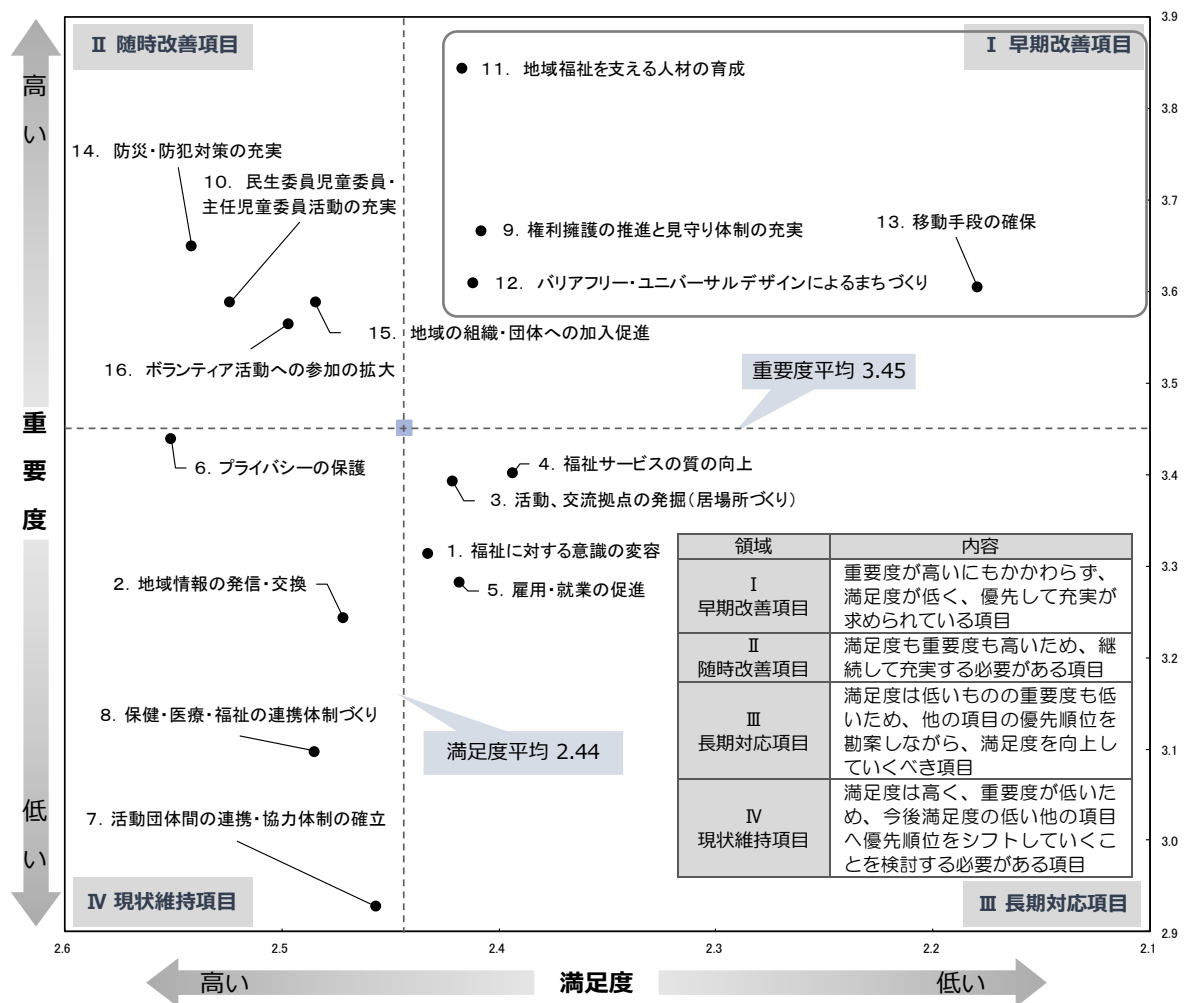 Ⅱ 随時改善項目
Ⅰ 早期改善項目
3.9
11. 地域福祉を支える人材の育成
高
い
3.8
14. 防災・防犯対策の充実
10. 民生委員児童委員・
主任児童委員活動の充実
3.7
9. 権利擁護の推進と見守り体制の充実
13. 移動手段の確保
12. バリアフリー・ユニバーサルデザインによるまちづくり
3.6
15. 地域の組織・団体への加入促進
16. ボランティア活動への参加の拡大
重要度平均 3.45
3.5
重
要
度
6. プライバシーの保護
4. 福祉サービスの質の向上
3.4
3. 活動、交流拠点の発掘（居場所づくり）
1. 福祉に対する意識の変容
3.3
2. 地域情報の発信・交換
5. 雇用・就業の促進
領域
内容
Ⅰ
早期改善項目
重要度が高いにもかかわらず、
満足度が低く、優先して充実が
求められている項目
Ⅱ
随時改善項目
満足度も重要度も高いため、継
続して充実する必要がある項目
3.2
Ⅲ
長期対応項目
満足度は低いものの重要度も低
いため、他の項目の優先順位を
勘案しながら、満足度を向上し
ていくべき項目
3.1
Ⅳ
現状維持項目
満足度は高く、重要度が低いた
め、今後満足度の低い他の項目
へ優先順位をシフトしていくこ
とを検討する必要がある項目
3.0
8. 保健・医療・福祉の連携体制づくり
満足度平均 2.44
低
い
7. 活動団体間の連携・協力体制の確立
Ⅳ 現状維持項目
Ⅲ 長期対応項目
2.9
2.6
2.5
2.4
2.3
2.2
2.1
高い
満足度
低い